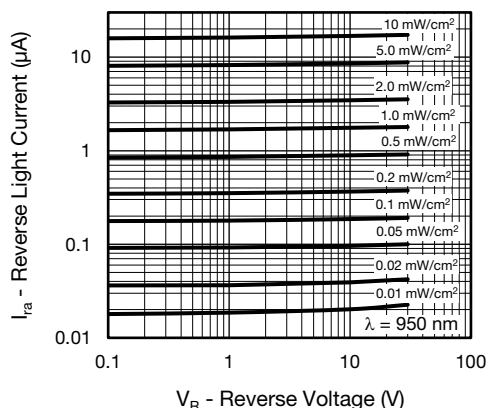 I_ra - Reverse Light Current (µA)
10
1
0.1
0.01
10 mW/cm²
5.0 mW/cm²
2.0 mW/cm²
1.0 mW/cm²
0.5 mW/cm²
0.2 mW/cm²
0.1 mW/cm²
0.05 mW/cm²
0.02 mW/cm²
0.01 mW/cm²
λ = 950 nm
0.1 1 10 100
V_R - Reverse Voltage (V)